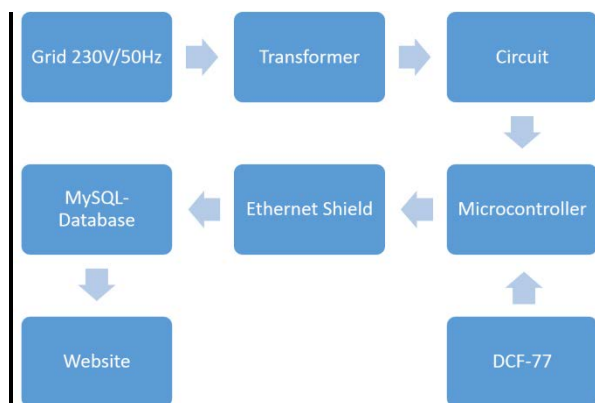 Grid 230V/50Hz
Transformer
Circuit
MySQL-
Database
Ethernet Shield
Microcontroller
Website
DCF-77